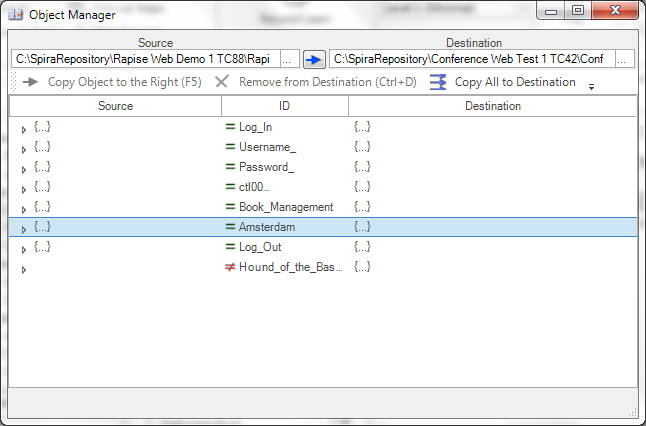 Object Manager
Source Destination
C:\SpiraRepository\Rapise Web Demo 1 TC88\Rapi ... C:\SpiraRepository\Conference Web Test 1 TC42\Conf ...
Copy Object to the Right (F5) Remove from Destination (Ctrl+D) Copy All to Destination
Source ID Destination
{...} = Log_In {...}
{...} = Username_ {...}
{...} = Password_ {...}
{...} = ctl00... {...}
{...} = Book_Management {...}
{...} = Amsterdam {...}
{...} = Log_Out {...}
≠ Hound_of_the_Bas... {...}